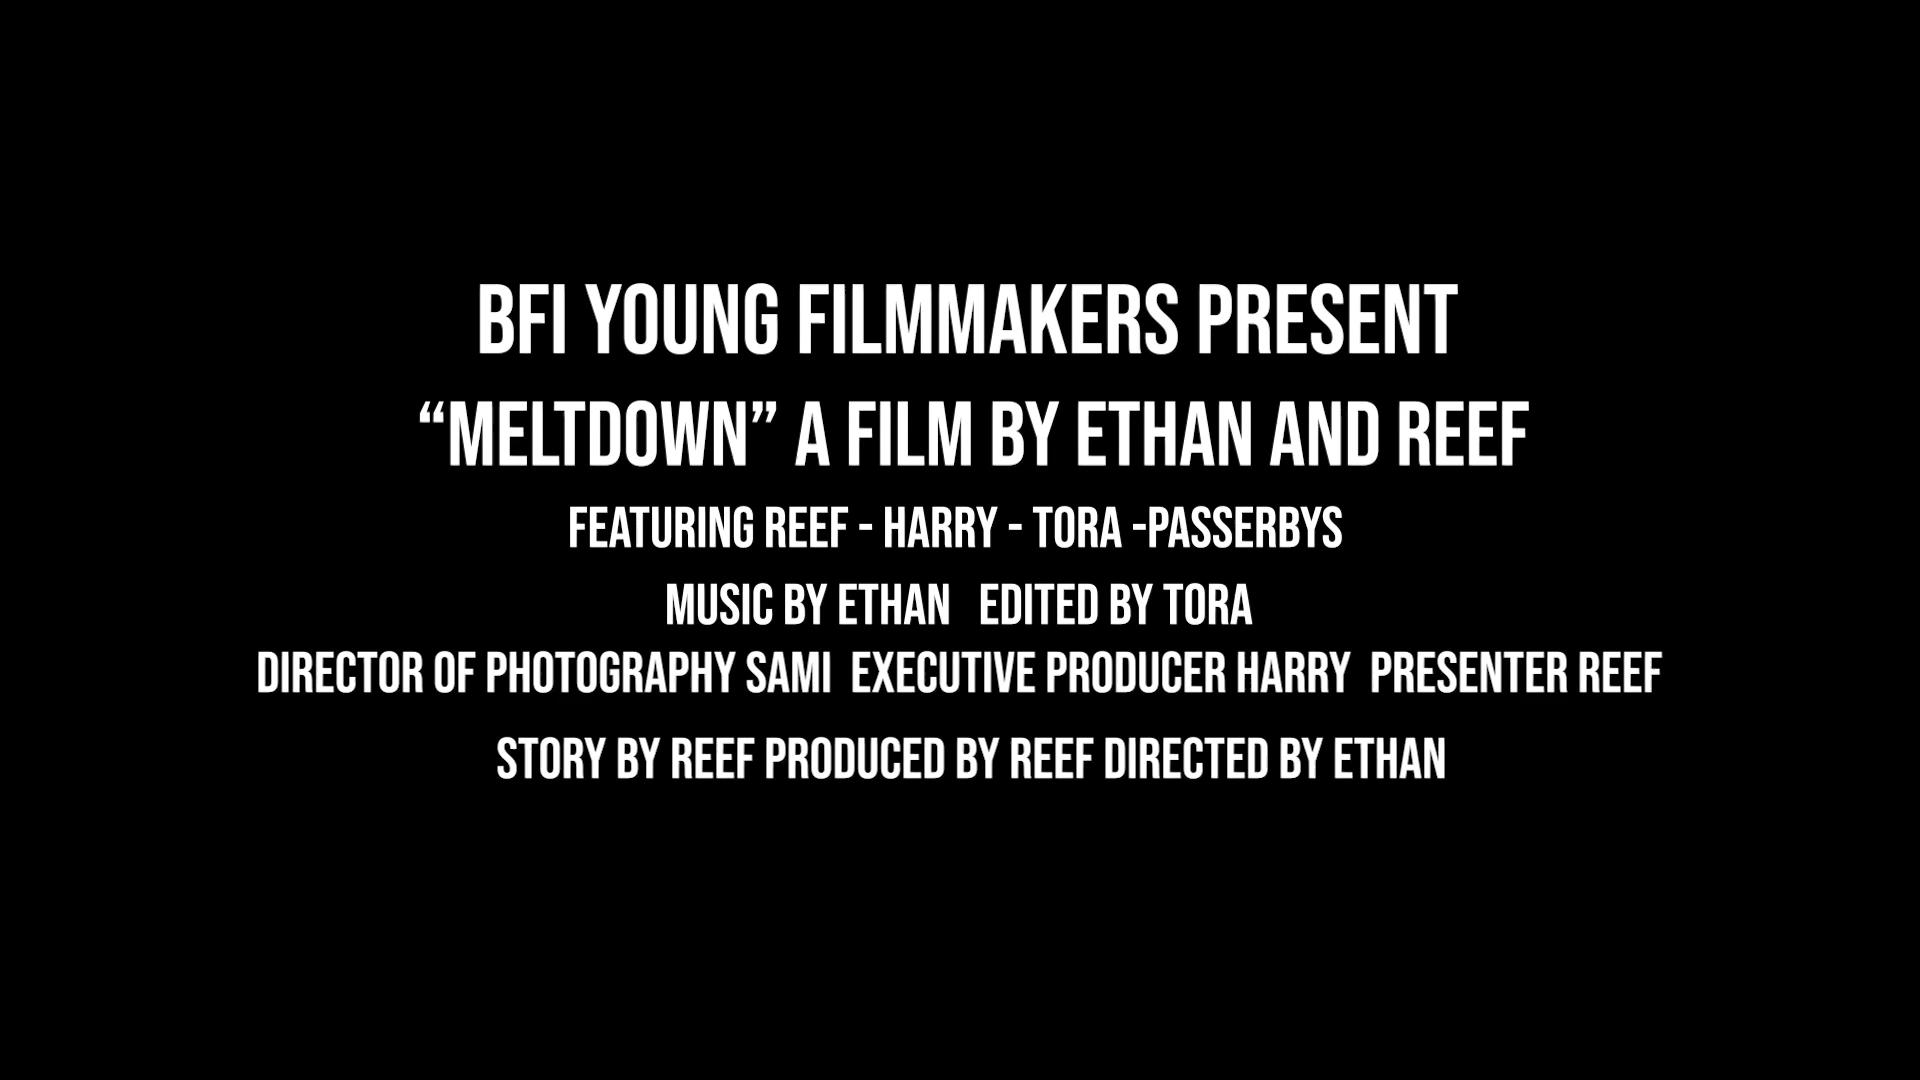 BFI YOUNG FILMMAKERS PRESENT
“MELTDOWN” A FILM BY ETHAN AND REEF
FEATURING REEF - HARRY - TORA -PASSERBYS
MUSIC BY ETHAN   EDITED BY TORA
DIRECTOR OF PHOTOGRAPHY SAMI  EXECUTIVE PRODUCER HARRY  PRESENTER REEF
STORY BY REEF PRODUCED BY REEF DIRECTED BY ETHAN